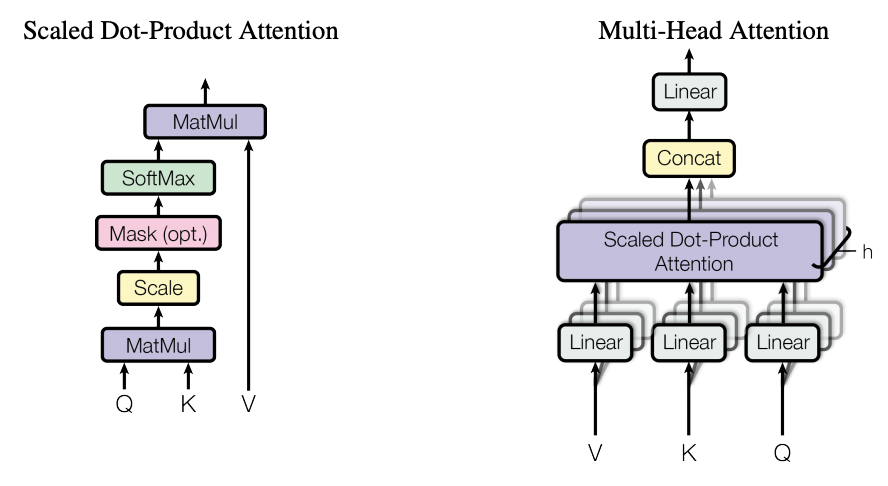 Scaled Dot-Product Attention
MatMul
SoftMax
Mask (opt.)
Scale
MatMul
Q K V
Multi-Head Attention
Linear
Concat
Scaled Dot-Product
Attention
h
Linear Linear Linear
V K Q